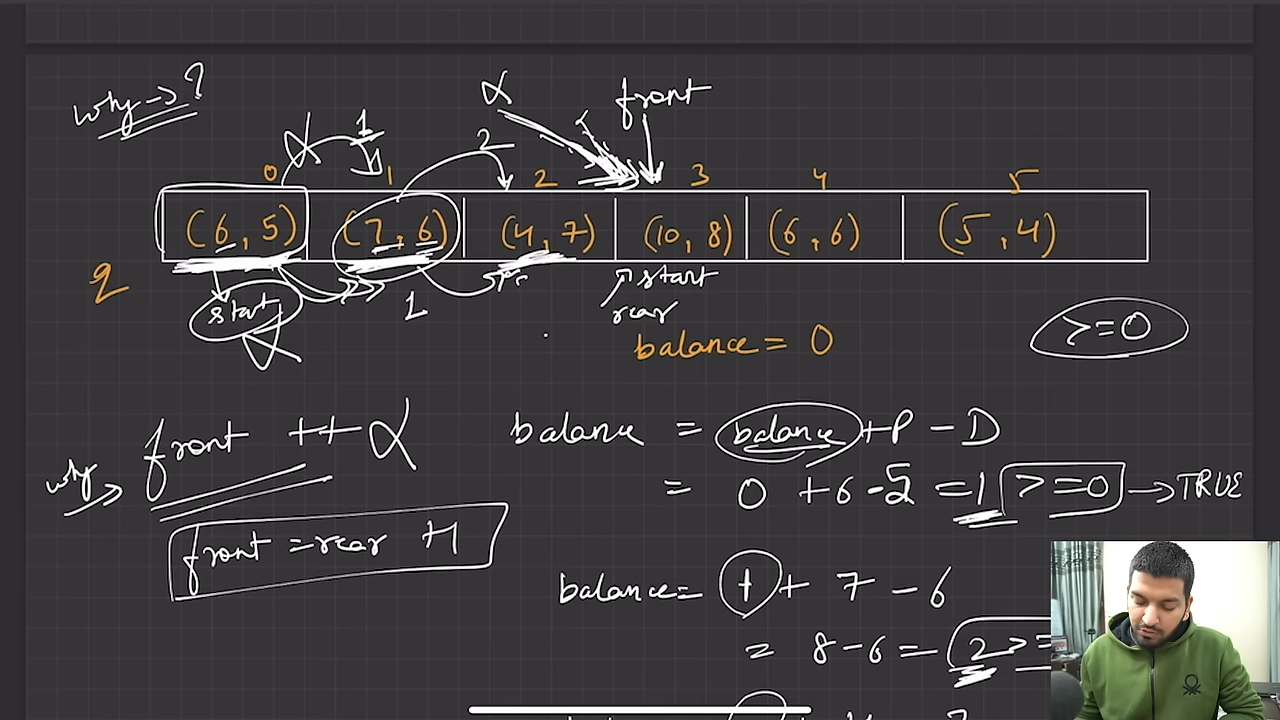 why → ?
α
front
1
2
0 1 2 3 4 5
(6,5) (7,6) (4,7) (10,8) (6,6) (5,4)
q
start
1
start
rear
balance = 0
>=0
front ++
why →
front = rear +1
balance = balance + P - D
= 0 + 6 - 5 = 1 >=0 → TRUE
balance = 1 + 7 - 6
= 8-6 = 2 >=